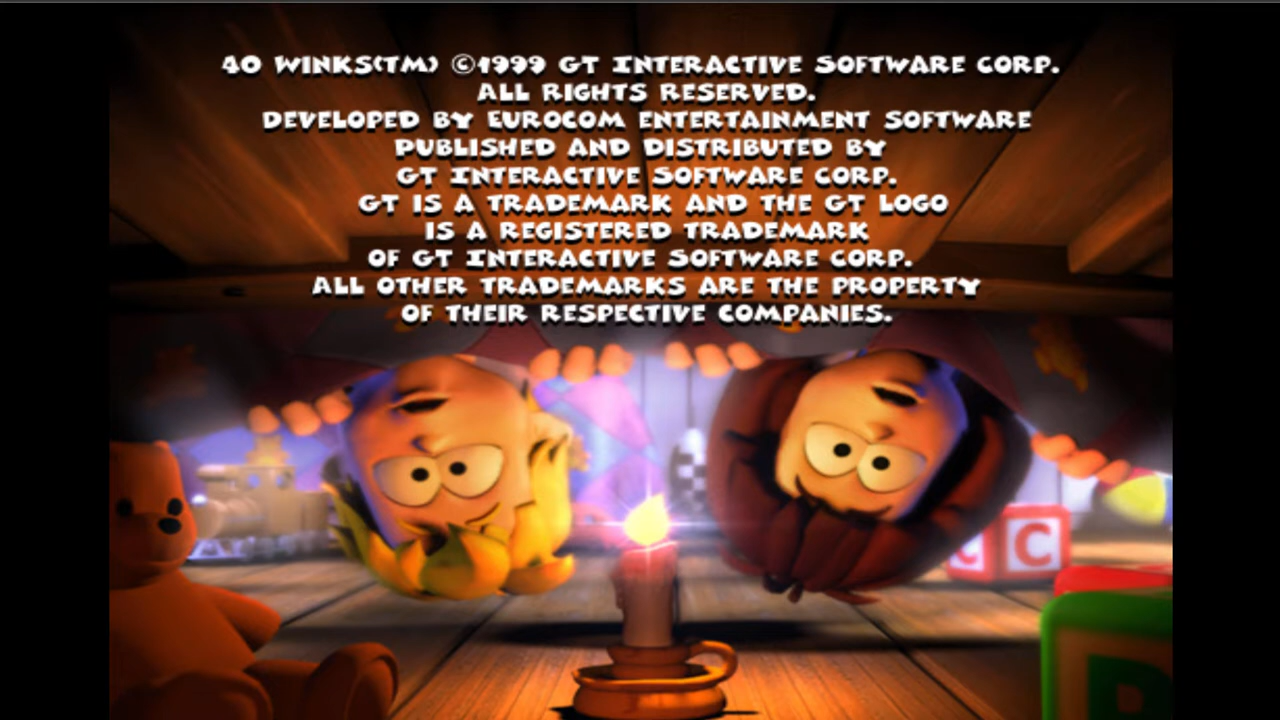 40 WINKS(TM) ©1999 GT INTERACTIVE SOFTWARE CORP.
ALL RIGHTS RESERVED.
DEVELOPED BY EUROCOM ENTERTAINMENT SOFTWARE
PUBLISHED AND DISTRIBUTED BY
GT INTERACTIVE SOFTWARE CORP.
GT IS A TRADEMARK AND THE GT LOGO
IS A REGISTERED TRADEMARK
OF GT INTERACTIVE SOFTWARE CORP.
ALL OTHER TRADEMARKS ARE THE PROPERTY
OF THEIR RESPECTIVE COMPANIES.
C C